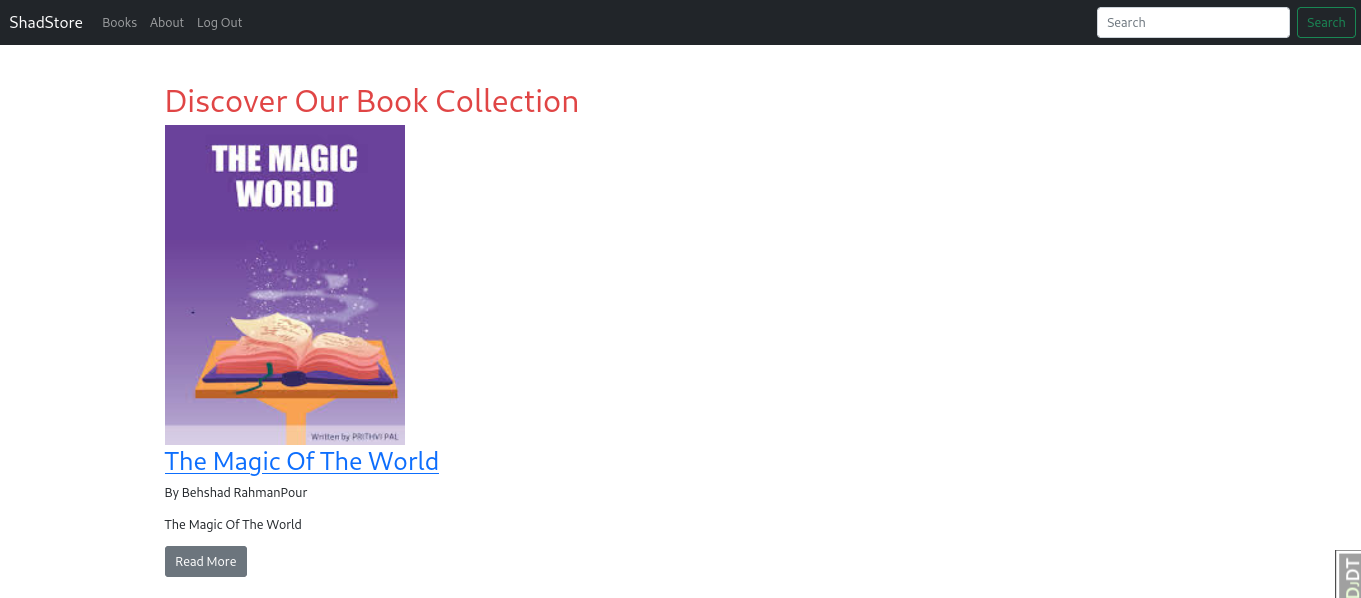 ShadStore Books About Log Out Search Search
Discover Our Book Collection
THE MAGIC
WORLD
Written by PRITHVI PAL
The Magic Of The World
By Behshad RahmanPour
The Magic Of The World
Read More
DJDT